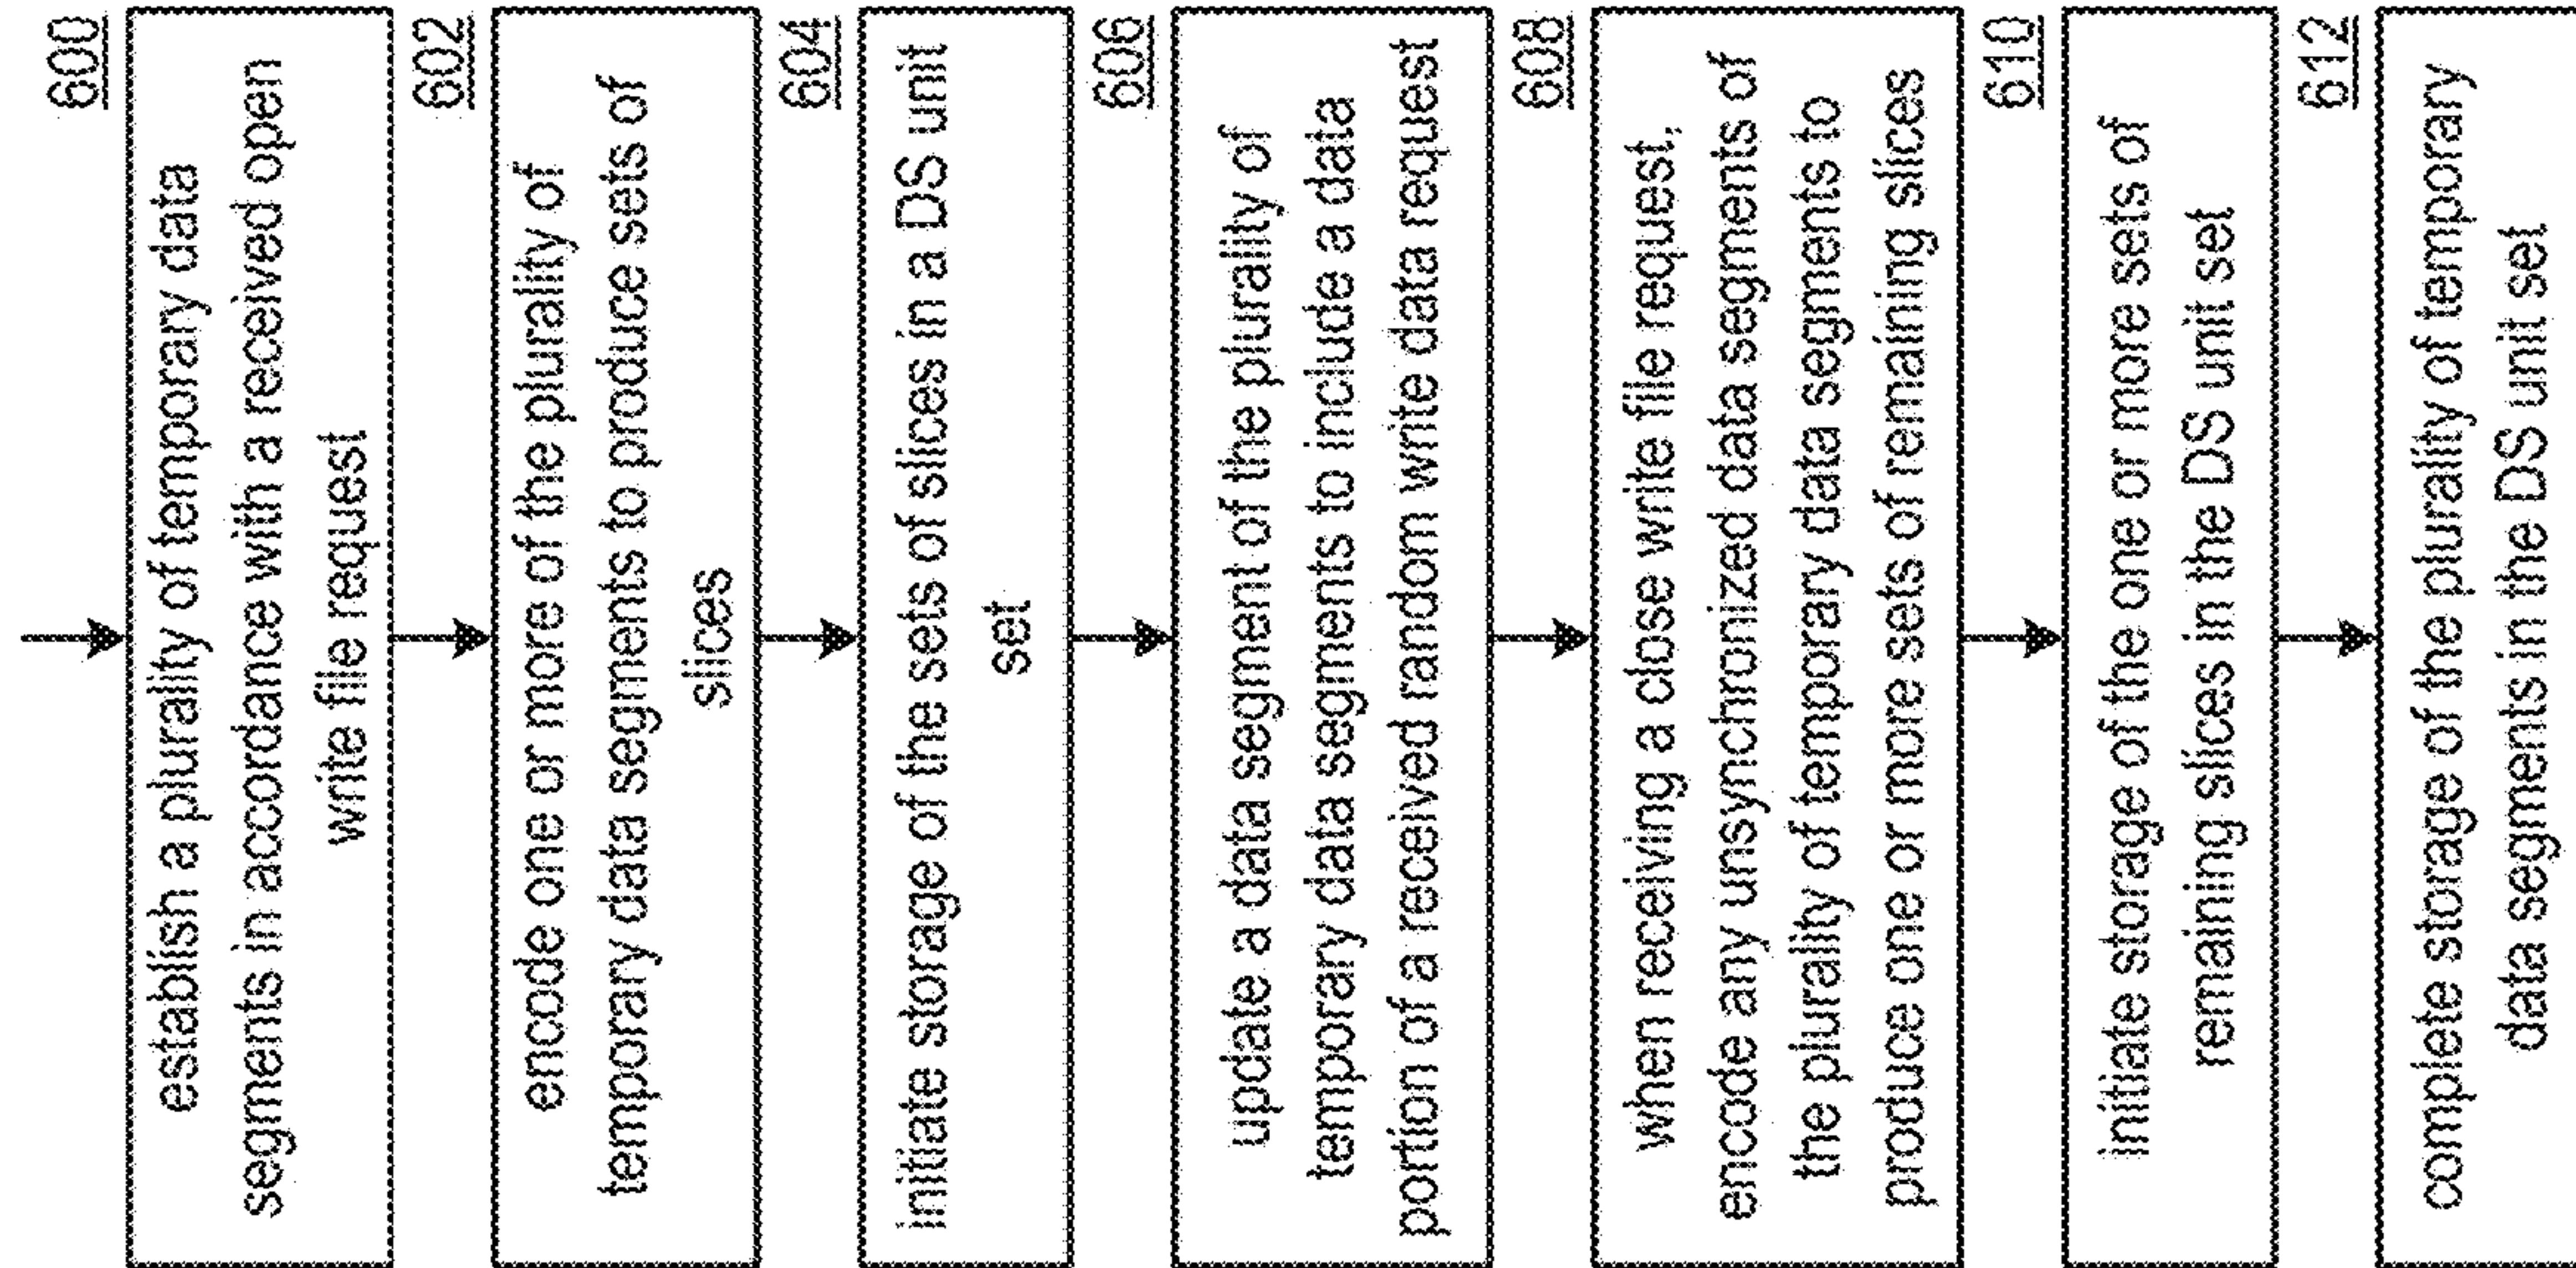 600
establish a plurality of temporary data
segments in accordance with a received open
write file request
602
encode one or more of the plurality of
temporary data segments to produce sets of
slices
604
initiate storage of the sets of slices in a DS unit
set
606
update a data segment of the plurality of
temporary data segments to include a data
portion of a received random write data request
608
when receiving a close write file request,
encode any unsynchronized data segments of
the plurality of temporary data segments to
produce one or more sets of remaining slices
610
initiate storage of the one or more sets of
remaining slices in the DS unit set
612
complete storage of the plurality of temporary
data segments in the DS unit set